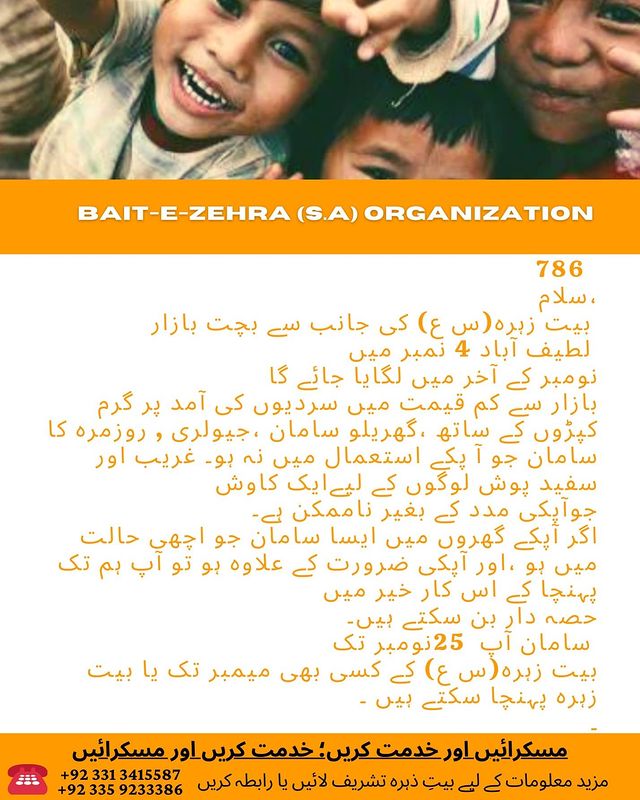 BAIT-E-ZEHRA (S.A) ORGANIZATION
786
سلام،
بیت زہرہ(س ع) کی جانب سے بچت بازار
لطیف آباد 4 نمبر میں
نومبر کے آخر میں لگایا جائے گا
بازار سے کم قیمت میں سردیوں کی آمد پر گرم
کپڑوں کے ساتھ ،گھریلو سامان ،جیولری , روزمرہ کا
سامان جو آ پکے استعمال میں نہ ہو۔ غریب اور
سفید پوش لوگوں کے لیےایک کاوش
جوآپکی مدد کے بغیر ناممکن ہے۔
اگر آپکے گھروں میں ایسا سامان جو اچھی حالت
میں ہو ،اور آپکی ضرورت کے علاوہ ہو تو آپ ہم تک
پہنچا کے اس کار خیر میں
حصہ دار بن سکتے ہیں۔
سامان آپ 25نومبر تک
بیت زہرہ(س ع) کے کسی بھی میمبر تک یا بیت
زہرہ پہنچا سکتے ہیں ۔
۔
مسکرائیں اور خدمت کریں؛ خدمت کریں اور مسکرائیں
مزید معلومات کے لیے بیتِ ذہرہ تشریف لائیں یا رابطہ کریں
+92 331 3415587
+92 335 9233386